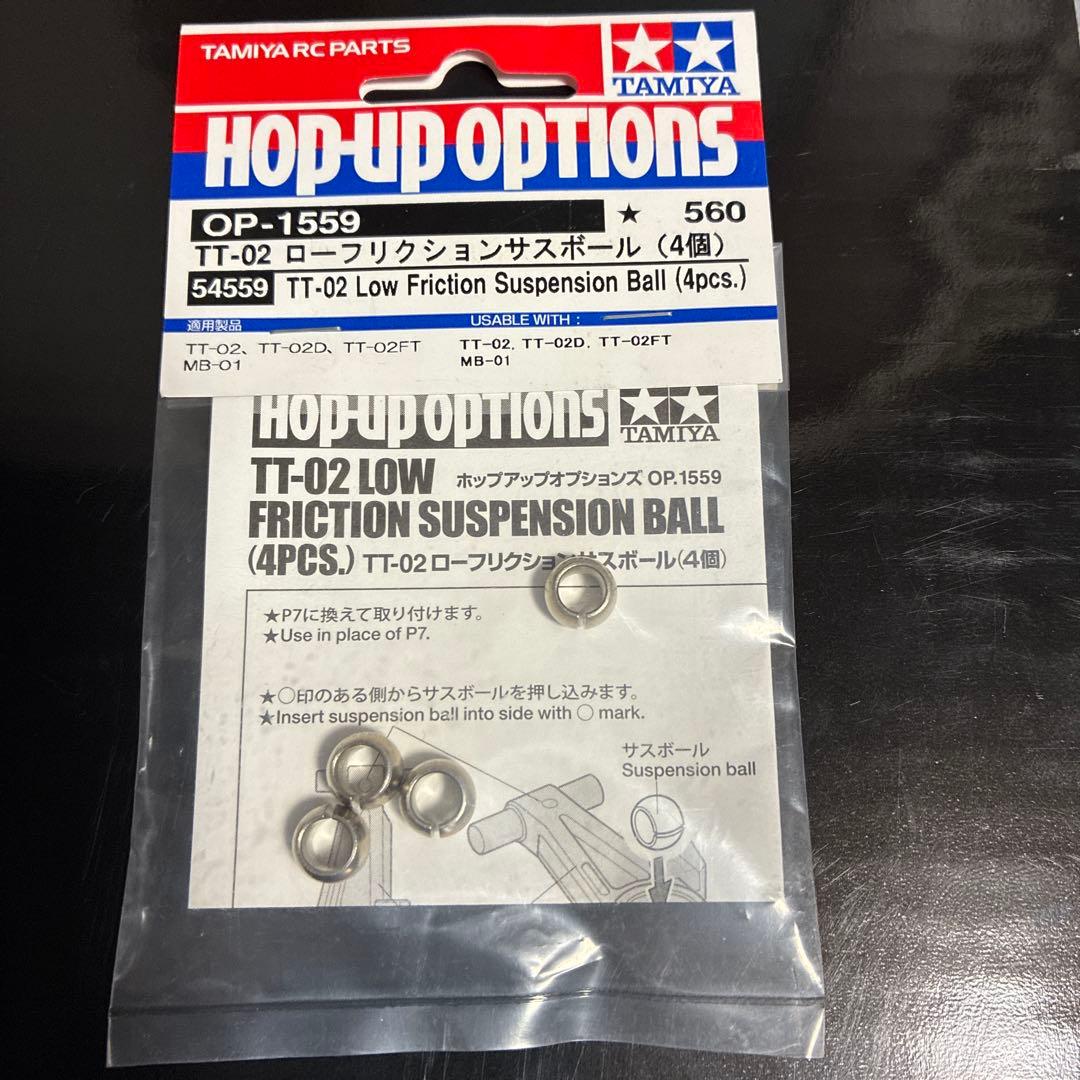 TAMIYA RC PARTS
TAMIYA
HOP-UP OPTIONS
OP-1559 ★ 560
TT-02 ローフリクションサスボール（4個）
54559 TT-02 Low Friction Suspension Ball (4pcs.)
適用製品
TT-02、TT-02D、TT-02FT
MB-01
USABLE WITH :
TT-02, TT-02D, TT-02FT
MB-01
HOP-UP OPTIONS
TAMIYA
TT-02 LOW ホップアップオプションズ OP.1559
FRICTION SUSPENSION BALL
(4PCS.) TT-02 ローフリクションサスボール(4個)
★P7に換えて取り付けます。
★Use in place of P7.
★○印のある側からサスボールを押し込みます。
★Insert suspension ball into side with ○ mark.
サスボール
Suspension ball